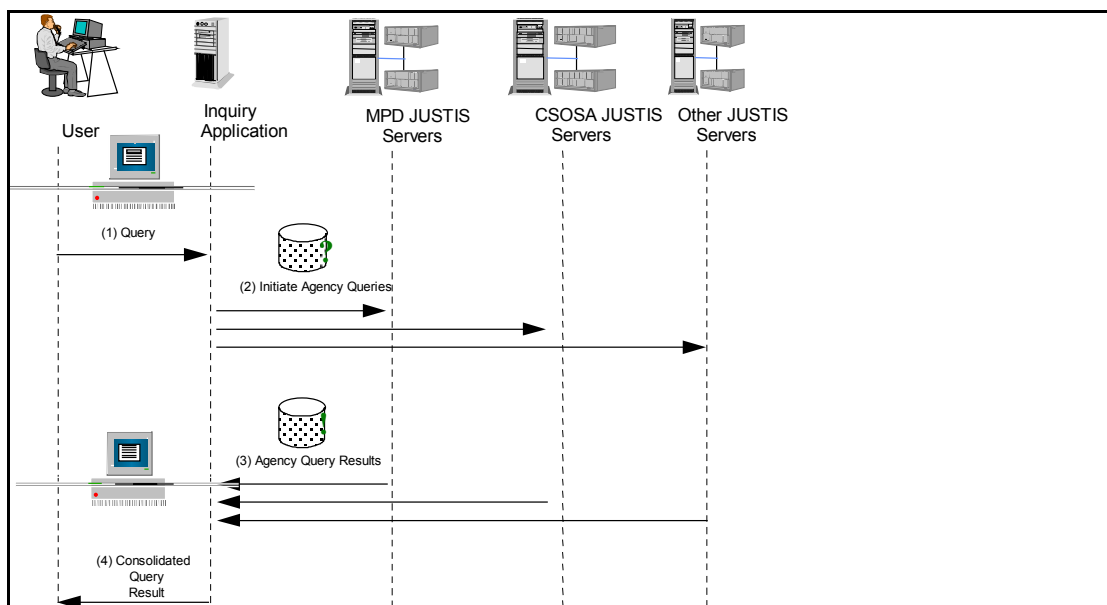 User
Inquiry
Application
MPD JUSTIS
Servers
CSOSA JUSTIS
Servers
Other JUSTIS
Servers
(1) Query
(2) Initiate Agency Queries
(3) Agency Query Results
(4) Consolidated
Query
Result